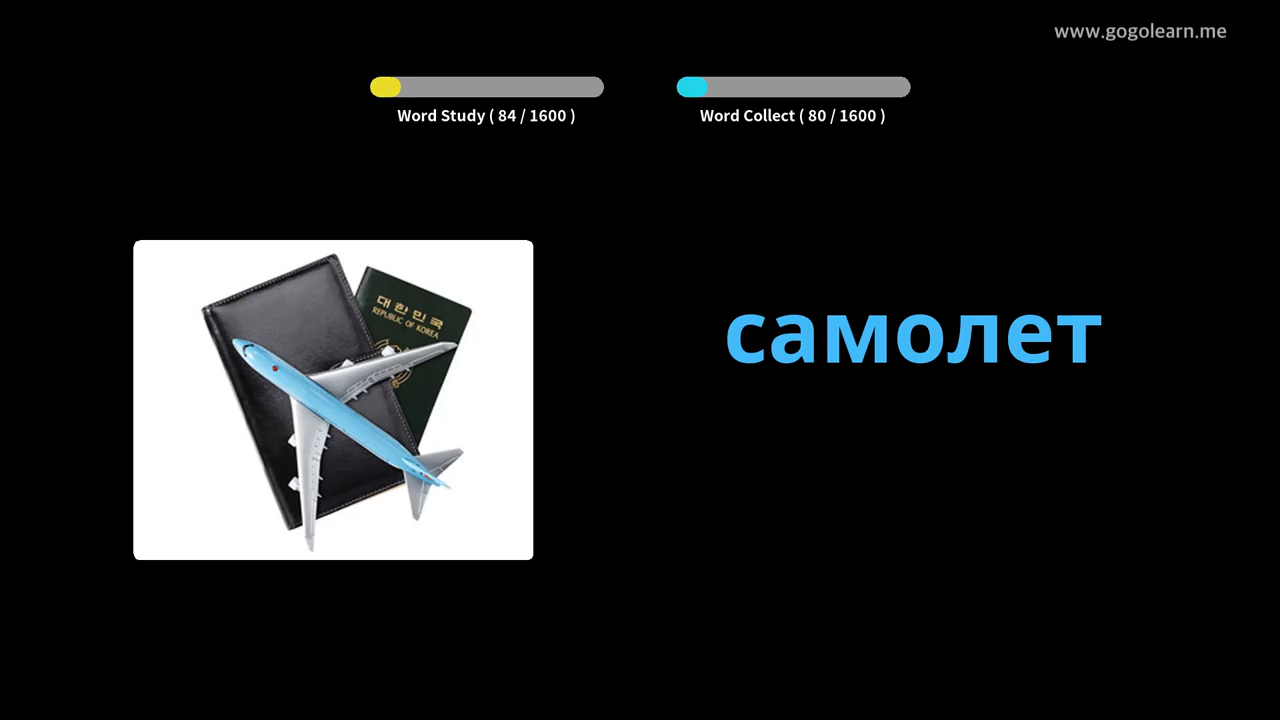 www.gogolearn.me
Word Study ( 84 / 1600 )
Word Collect ( 80 / 1600 )
대한민국
REPUBLIC OF KOREA
самолет